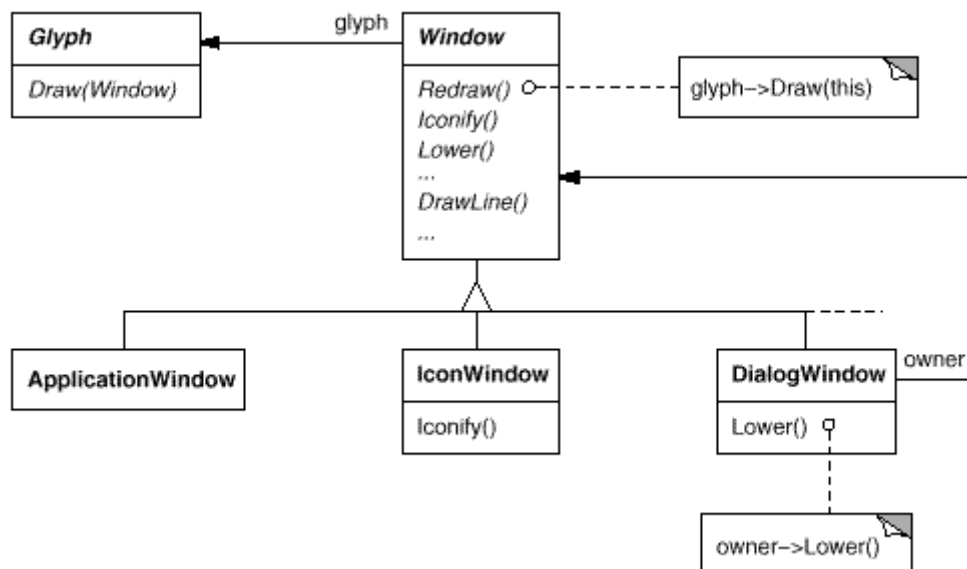 Glyph
Draw(Window)
glyph
Window
Redraw()
Iconify()
Lower()
...
DrawLine()
...
glyph->Draw(this)
ApplicationWindow
IconWindow
Iconify()
DialogWindow
Lower()
owner
owner->Lower()